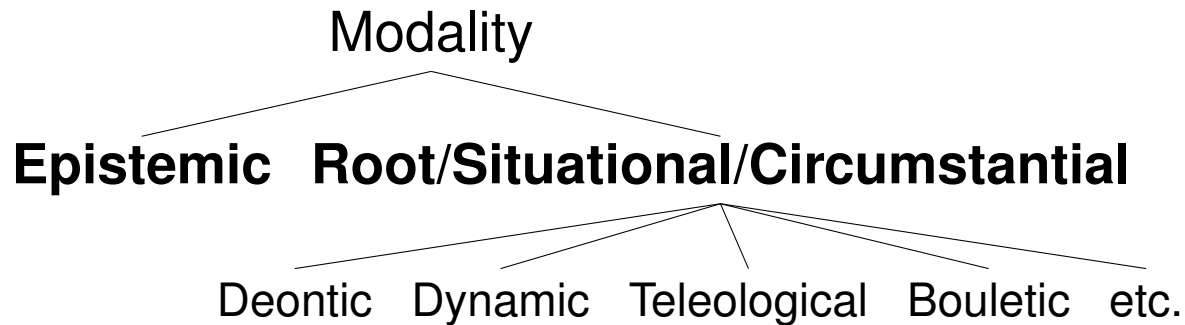 Modality
Epistemic Root/Situational/Circumstantial
Deontic Dynamic Teleological Bouletic etc.